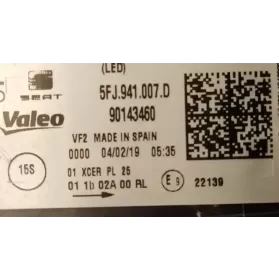 (LED)
SEAT
5FJ.941.007.D
Valeo
90143460
VF2 MADE IN SPAIN
0000 04/02/19 05:35
15S
01 XCER PL 25
01 1b 02A 00 RL
E9 22139